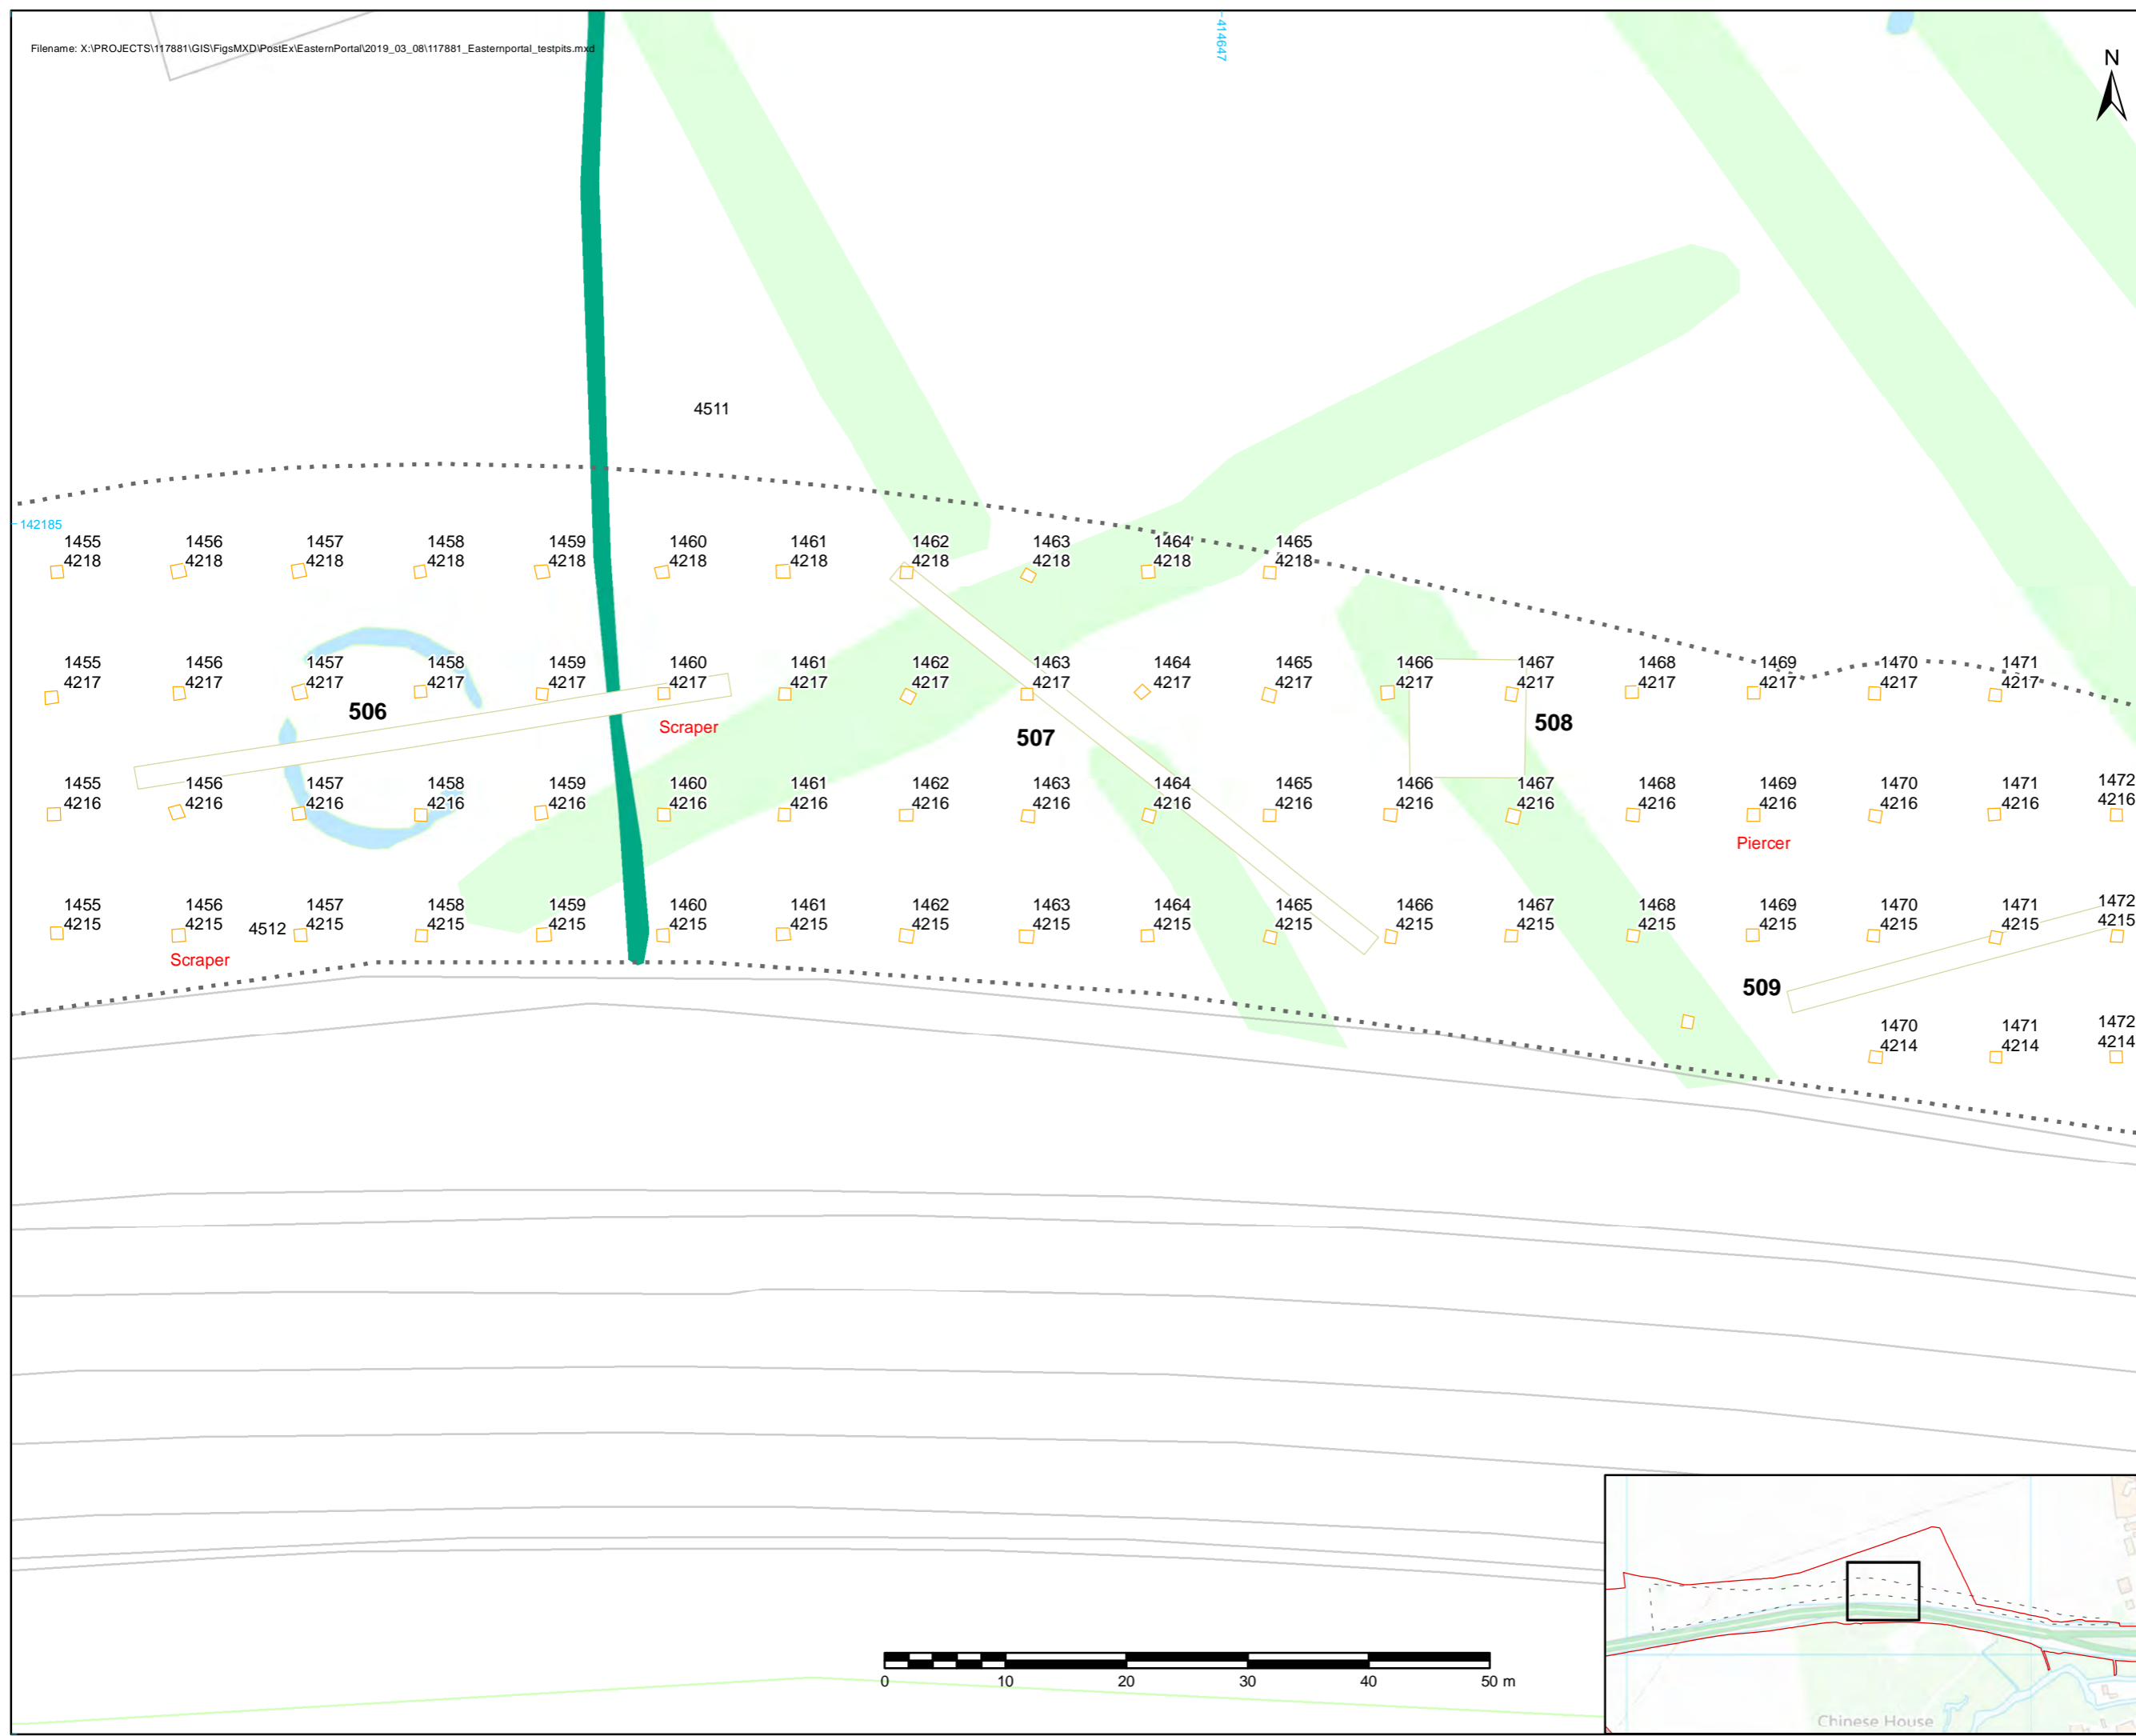 Filename: X:\PROJECTS\117881\GIS\FigsMXD\PostEx\EasternPortal\2019_03_08\117881_Easternportal_testpits.mxd
414647
N
4511
142185
1455 1456 1457 1458 1459 1460 1461 1462 1463 1464 1465
4218 4218 4218 4218 4218 4218 4218 4218 4218 4218 4218
1455 1456 1457 1458 1459 1460 1461 1462 1463 1464 1465 1466 1467 1468 1469 1470 1471
4217 4217 4217 4217 4217 4217 4217 4217 4217 4217 4217 4217 4217 4217 4217 4217 4217
506
Scraper
507
508
1455 1456 1457 1458 1459 1460 1461 1462 1463 1464 1465 1466 1467 1468 1469 1470 1471 1472
4216 4216 4216 4216 4216 4216 4216 4216 4216 4216 4216 4216 4216 4216 4216 4216 4216 4216
Piercer
1455 1456 1457 1458 1459 1460 1461 1462 1463 1464 1465 1466 1467 1468 1469 1470 1471 1472
4215 4215 4215 4215 4215 4215 4215 4215 4215 4215 4215 4215 4215 4215 4215 4215 4215 4215
4512
Scraper
509
1470 1471 1472
4214 4214 4214
0 10 20 30 40 50 m
Chinese House